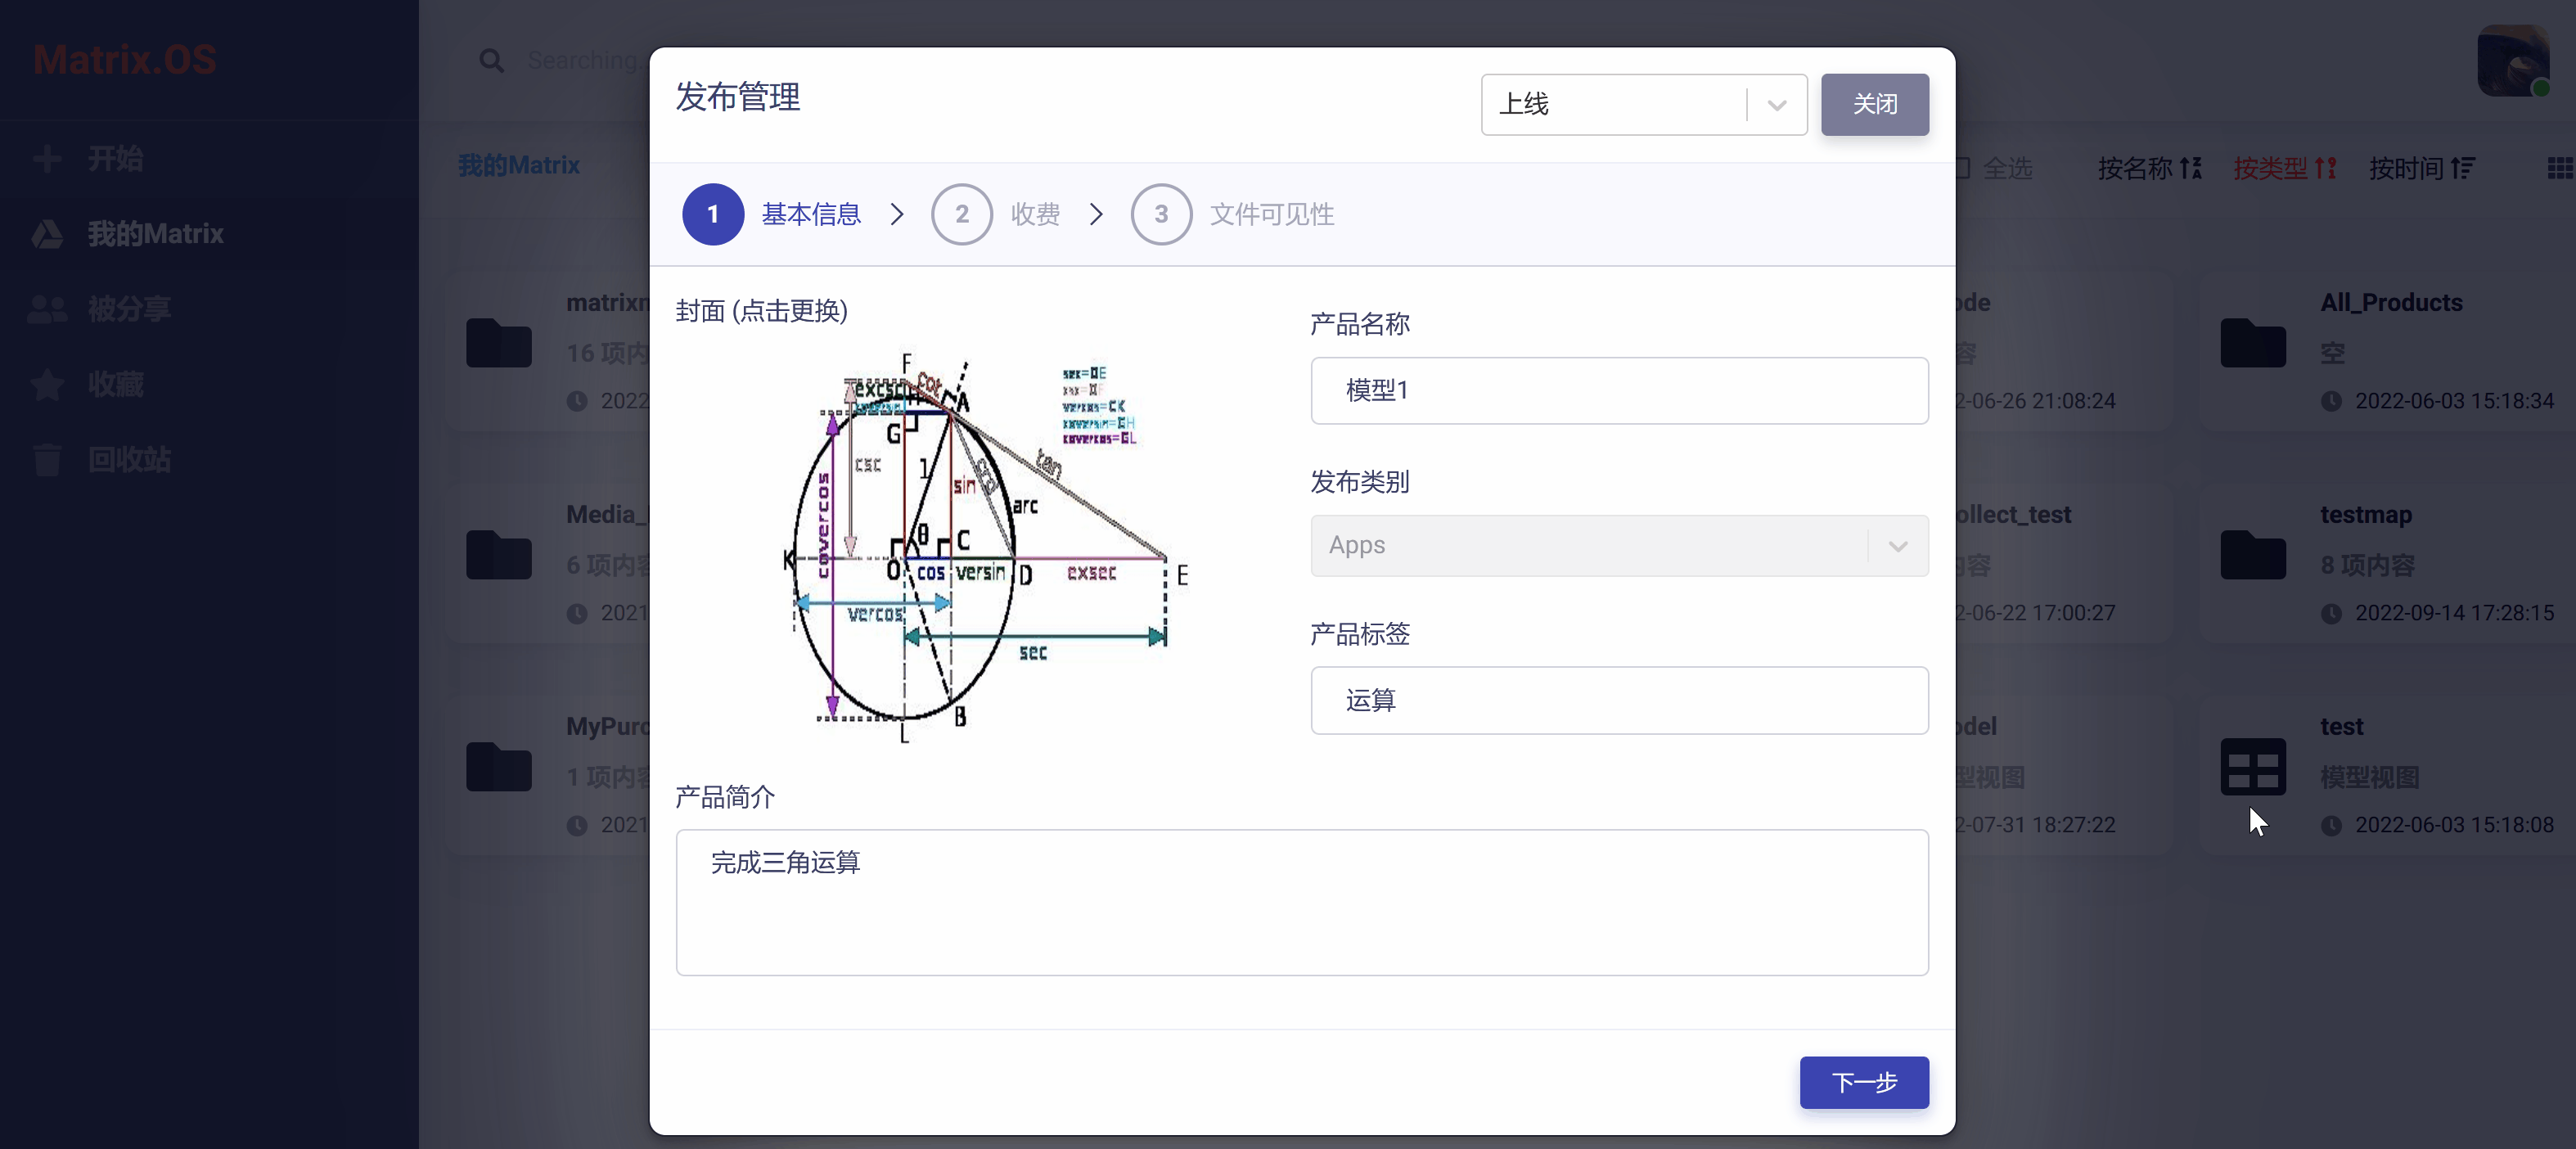 Matrix.OS
Searching
开始
我的Matrix
被分享
收藏
回收站
我的Matrix
全选
按名称
按类型
按时间
发布管理
上线
关闭
1 基本信息
2 收费
3 文件可见性
封面 (点击更换)
F
cot
excsc
H
A
G
csc
1
sin
crd
tan
arc
covercos
θ
C
K
O
cos
versin
D
exsec
E
vercos
sec
L
B
sec=OE
vercos=CK
coversin=GH
covercos=GL
产品名称
模型1
发布类别
Apps
产品标签
运算
产品简介
完成三角运算
下一步
16 项内
2022
6 项内容
2021
MyPurc
1 项内容
2021
2-06-26 21:08:24
All_Products
空
2022-06-03 15:18:34
ollect_test
2-06-22 17:00:27
testmap
8 项内容
2022-09-14 17:28:15
odel
型视图
2-07-31 18:27:22
test
模型视图
2022-06-03 15:18:08